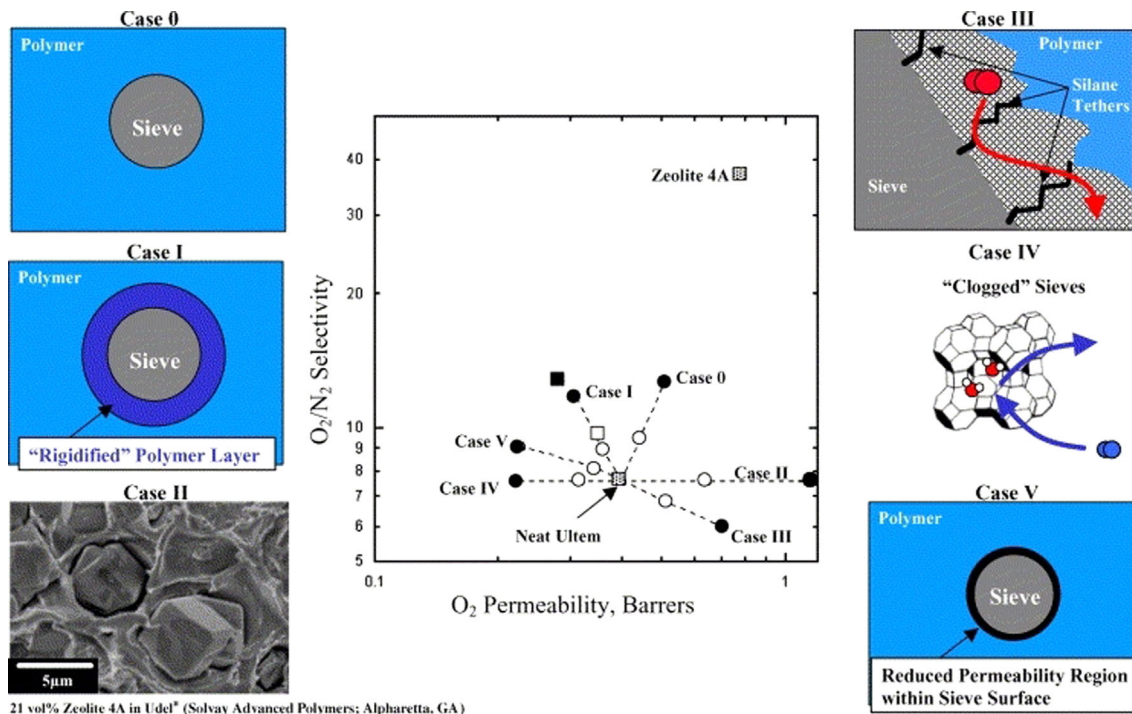 Case 0
Polymer
Sieve
Case I
Polymer
Sieve
“Rigidified” Polymer Layer
Case II
5μm
21 vol% Zeolite 4A in Udel® (Solvay Advanced Polymers; Alpharetta, GA)
O2/N2 Selectivity
40
30
20
10
9
8
7
6
5
0.1
1
O2 Permeability, Barrers
Zeolite 4A
Case I
Case 0
Case V
Case IV
Case II
Neat Ultem
Case III
Case III
Polymer
Silane
Tethers
Sieve
Case IV
“Clogged” Sieves
Case V
Polymer
Sieve
Reduced Permeability Region
within Sieve Surface